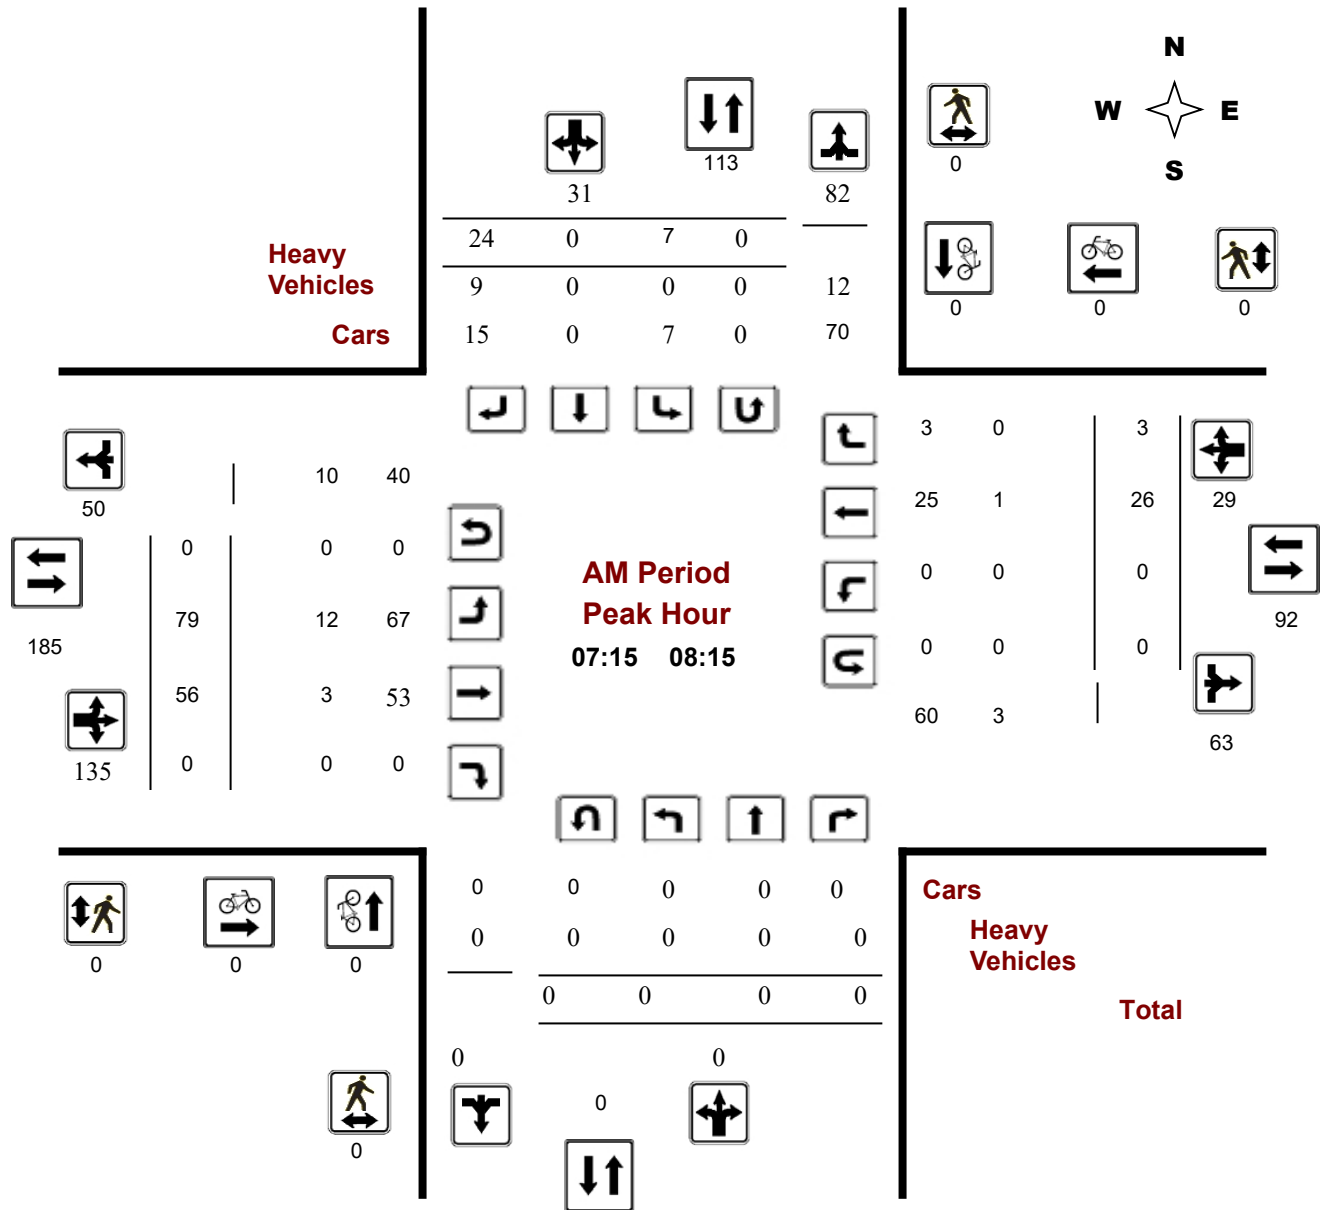 N
W E
S
113
0
31
82
24 0 7 0
Heavy
Vehicles
9 0 0 0 12
0 0 0
Cars
15 0 7 0 70
3 0 3
10 40
50
25 1 26 29
0 0 0
AM Period
Peak Hour
07:15 08:15
0 0 0
92
79 12 67
185
0 0 0
56 3 53
60 3
63
135
0 0 0
0 0 0 0 0
Cars
0 0 0 0 0
Heavy
Vehicles
0 0 0
0 0 0 0
Total
0 0
0
0